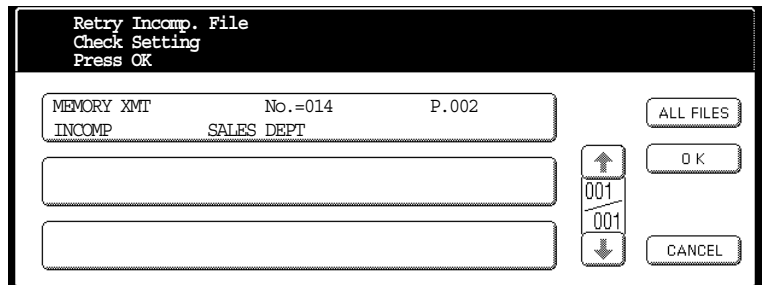 Retry Incomp. File
Check Setting
Press OK
MEMORY XMT No.=014 P.002
INCOMP SALES DEPT
ALL FILES
OK
001
001
CANCEL